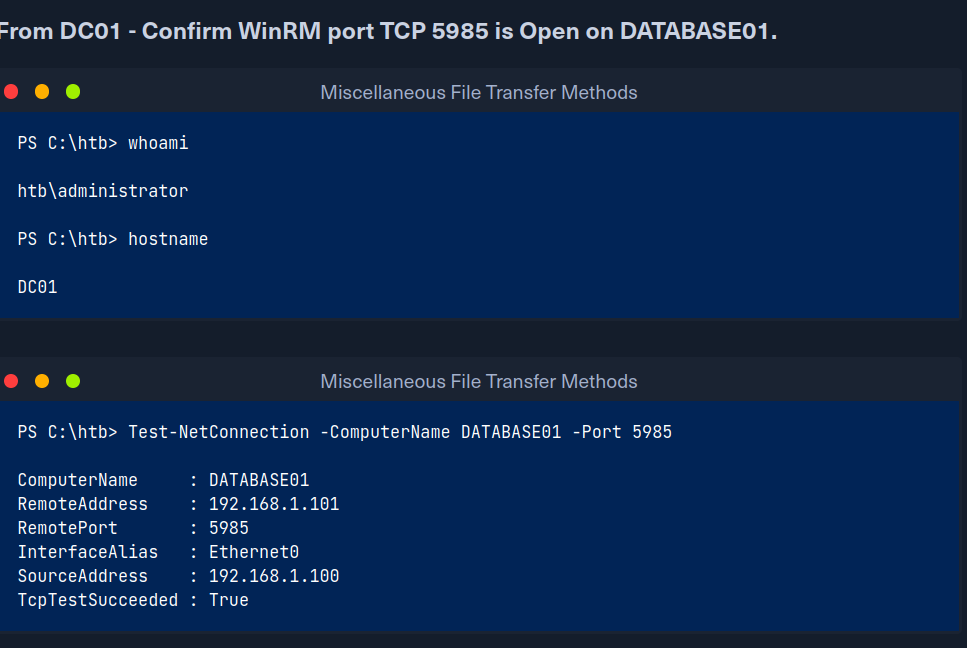 From DC01 - Confirm WinRM port TCP 5985 is Open on DATABASE01.
Miscellaneous File Transfer Methods
PS C:\htb> whoami
htb\administrator
PS C:\htb> hostname
DC01
Miscellaneous File Transfer Methods
PS C:\htb> Test-NetConnection -ComputerName DATABASE01 -Port 5985
ComputerName     : DATABASE01
RemoteAddress    : 192.168.1.101
RemotePort       : 5985
InterfaceAlias   : Ethernet0
SourceAddress    : 192.168.1.100
TcpTestSucceeded : True